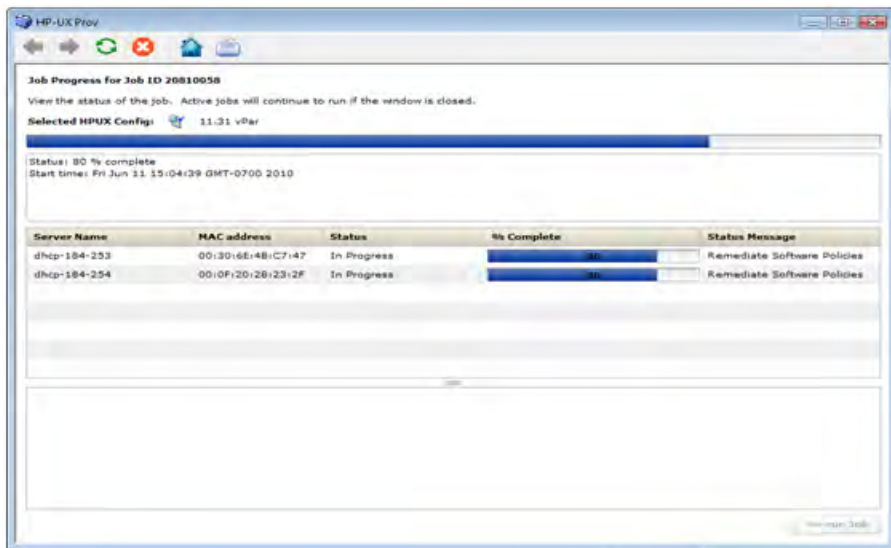 HP-UX Prov
Job Progress for Job ID 20810058
View the status of the job. Active jobs will continue to run if the window is closed.
Selected HPUX Config: 11.31 vPar
Status: 80 % complete
Start time: Fri Jun 11 15:04:39 GMT-0700 2010
Server Name MAC address Status % Complete Status Message
dhcp-184-253 00:30:6E:4B:C7:47 In Progress 80 Remediate Software Policies
dhcp-184-254 00:0F:20:2B:23:2F In Progress 80 Remediate Software Policies